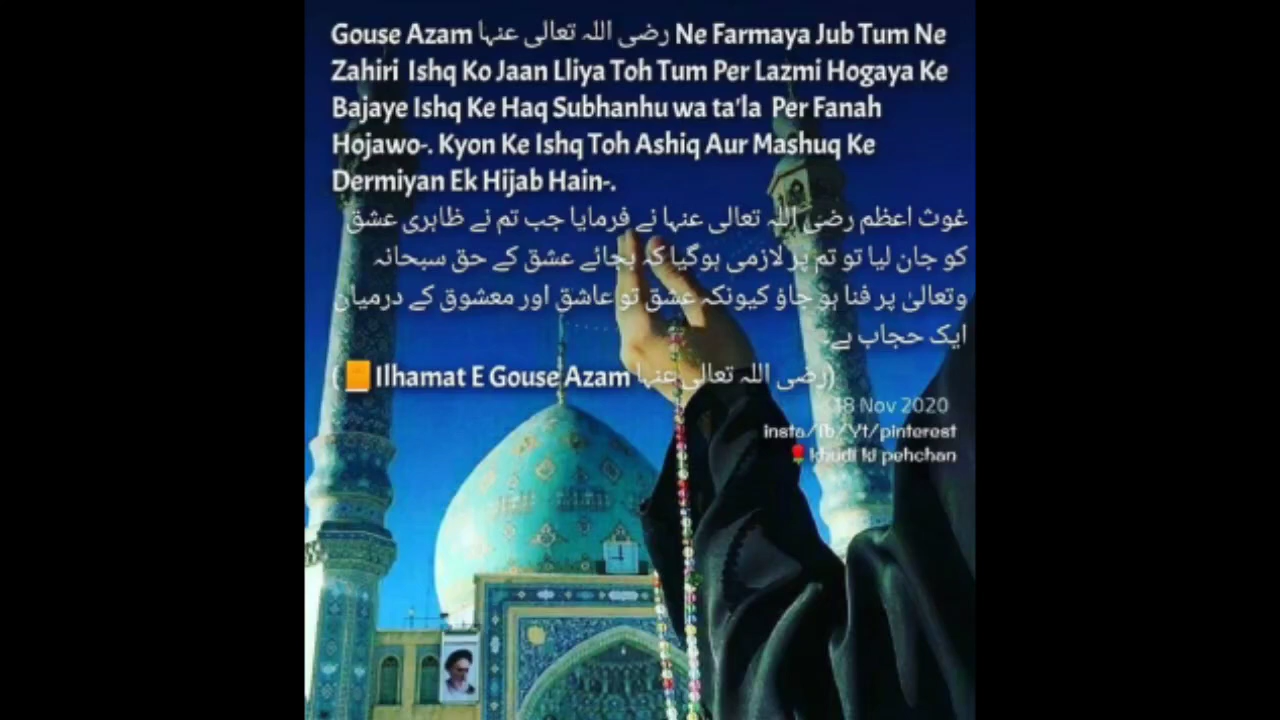 Gouse Azam رضی اللہ تعالی عنہا Ne Farmaya Jub Tum Ne
Zahiri Ishq Ko Jaan Lliya Toh Tum Per Lazmi Hogaya Ke
Bajaye Ishq Ke Haq Subhanhu wa ta'la Per Fanah
Hojawo-. Kyon Ke Ishq Toh Ashiq Aur Mashuq Ke
Dermiyan Ek Hijab Hain-.
غوث اعظم رضی اللہ تعالی عنہا نے فرمایا جب تم نے ظاہری عشق
کو جان لیا تو تم پر لازمی ہوگیا کہ بجائے عشق کے حق سبحانہ
وتعالیٰ پر فنا ہو جاؤ کیونکہ عشق تو عاشق اور معشوق کے درمیان
ایک حجاب ہے۔
(📙Ilhamat E Gouse Azam رضی اللہ تعالی عنہا)
18 Nov 2020
insta/fb/Yt/pinterest
🌹khudi ki pehchan